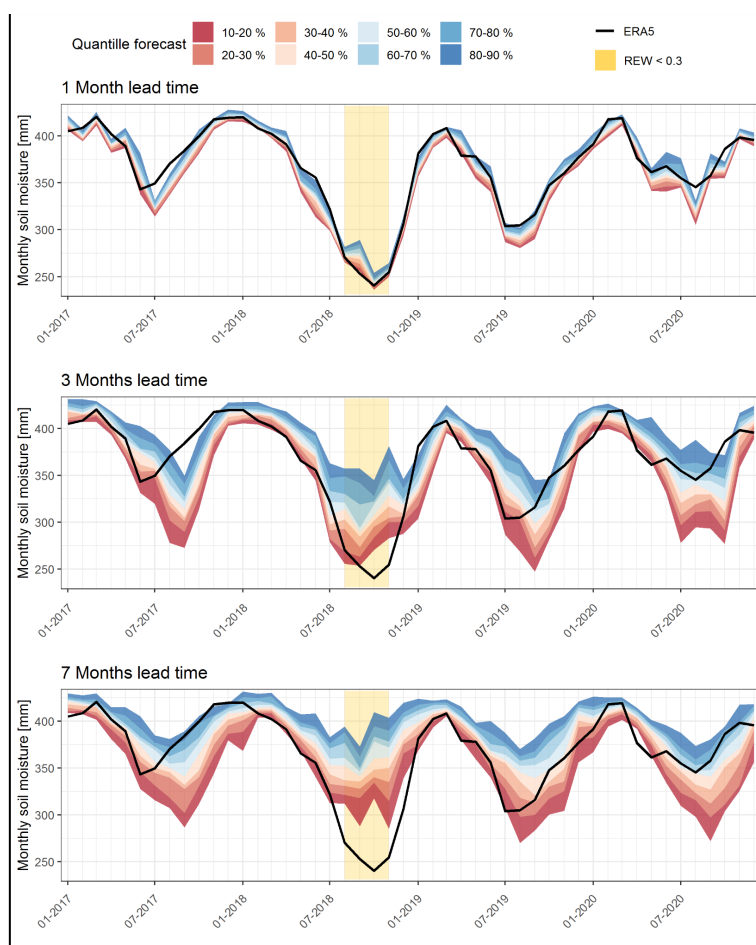 Quantille forecast
10-20 % 30-40 % 50-60 % 70-80 % ERA5
20-30 % 40-50 % 60-70 % 80-90 % REW < 0.3
1 Month lead time
Monthly soil moisture [mm]
400
350
300
250
01-2017 07-2017 01-2018 07-2018 01-2019 07-2019 01-2020 07-2020
3 Months lead time
Monthly soil moisture [mm]
400
350
300
250
01-2017 07-2017 01-2018 07-2018 01-2019 07-2019 01-2020 07-2020
7 Months lead time
Monthly soil moisture [mm]
400
350
300
250
01-2017 07-2017 01-2018 07-2018 01-2019 07-2019 01-2020 07-2020